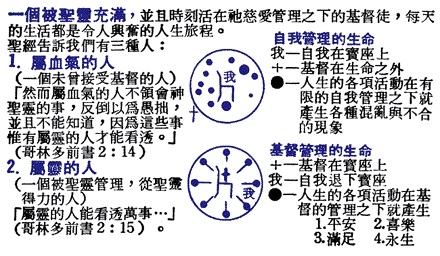 一個被聖靈充滿，並且時刻活在祂慈愛管理之下的基督徒，每天
的生活都是令人興奮的人生旅程。
聖經告訴我們有三種人：
1. 屬血氣的人
（一個未曾接受基督的人）
「然而屬血氣的人不領會神
聖靈的事，反倒以為愚拙，
並且不能知道，因為這些事
惟有屬靈的人才能看透。」
（哥林多前書2：14）
我
†
自我管理的生命
我－自我在寶座上
＋－基督在生命之外
●－人生的各項活動在有
限的自我管理之下就
產生各種混亂與不合
的現象
2. 屬靈的人
（一個被聖靈管理，從聖靈
得力的人）
「屬靈的人能看透萬事…」
（哥林多前書2：15）。
†
我
基督管理的生命
＋－基督在寶座上
我－自我退下寶座
●－人生的各項活動在基
督的管理之下就產生
1.平安 2.喜樂
3.滿足 4.永生